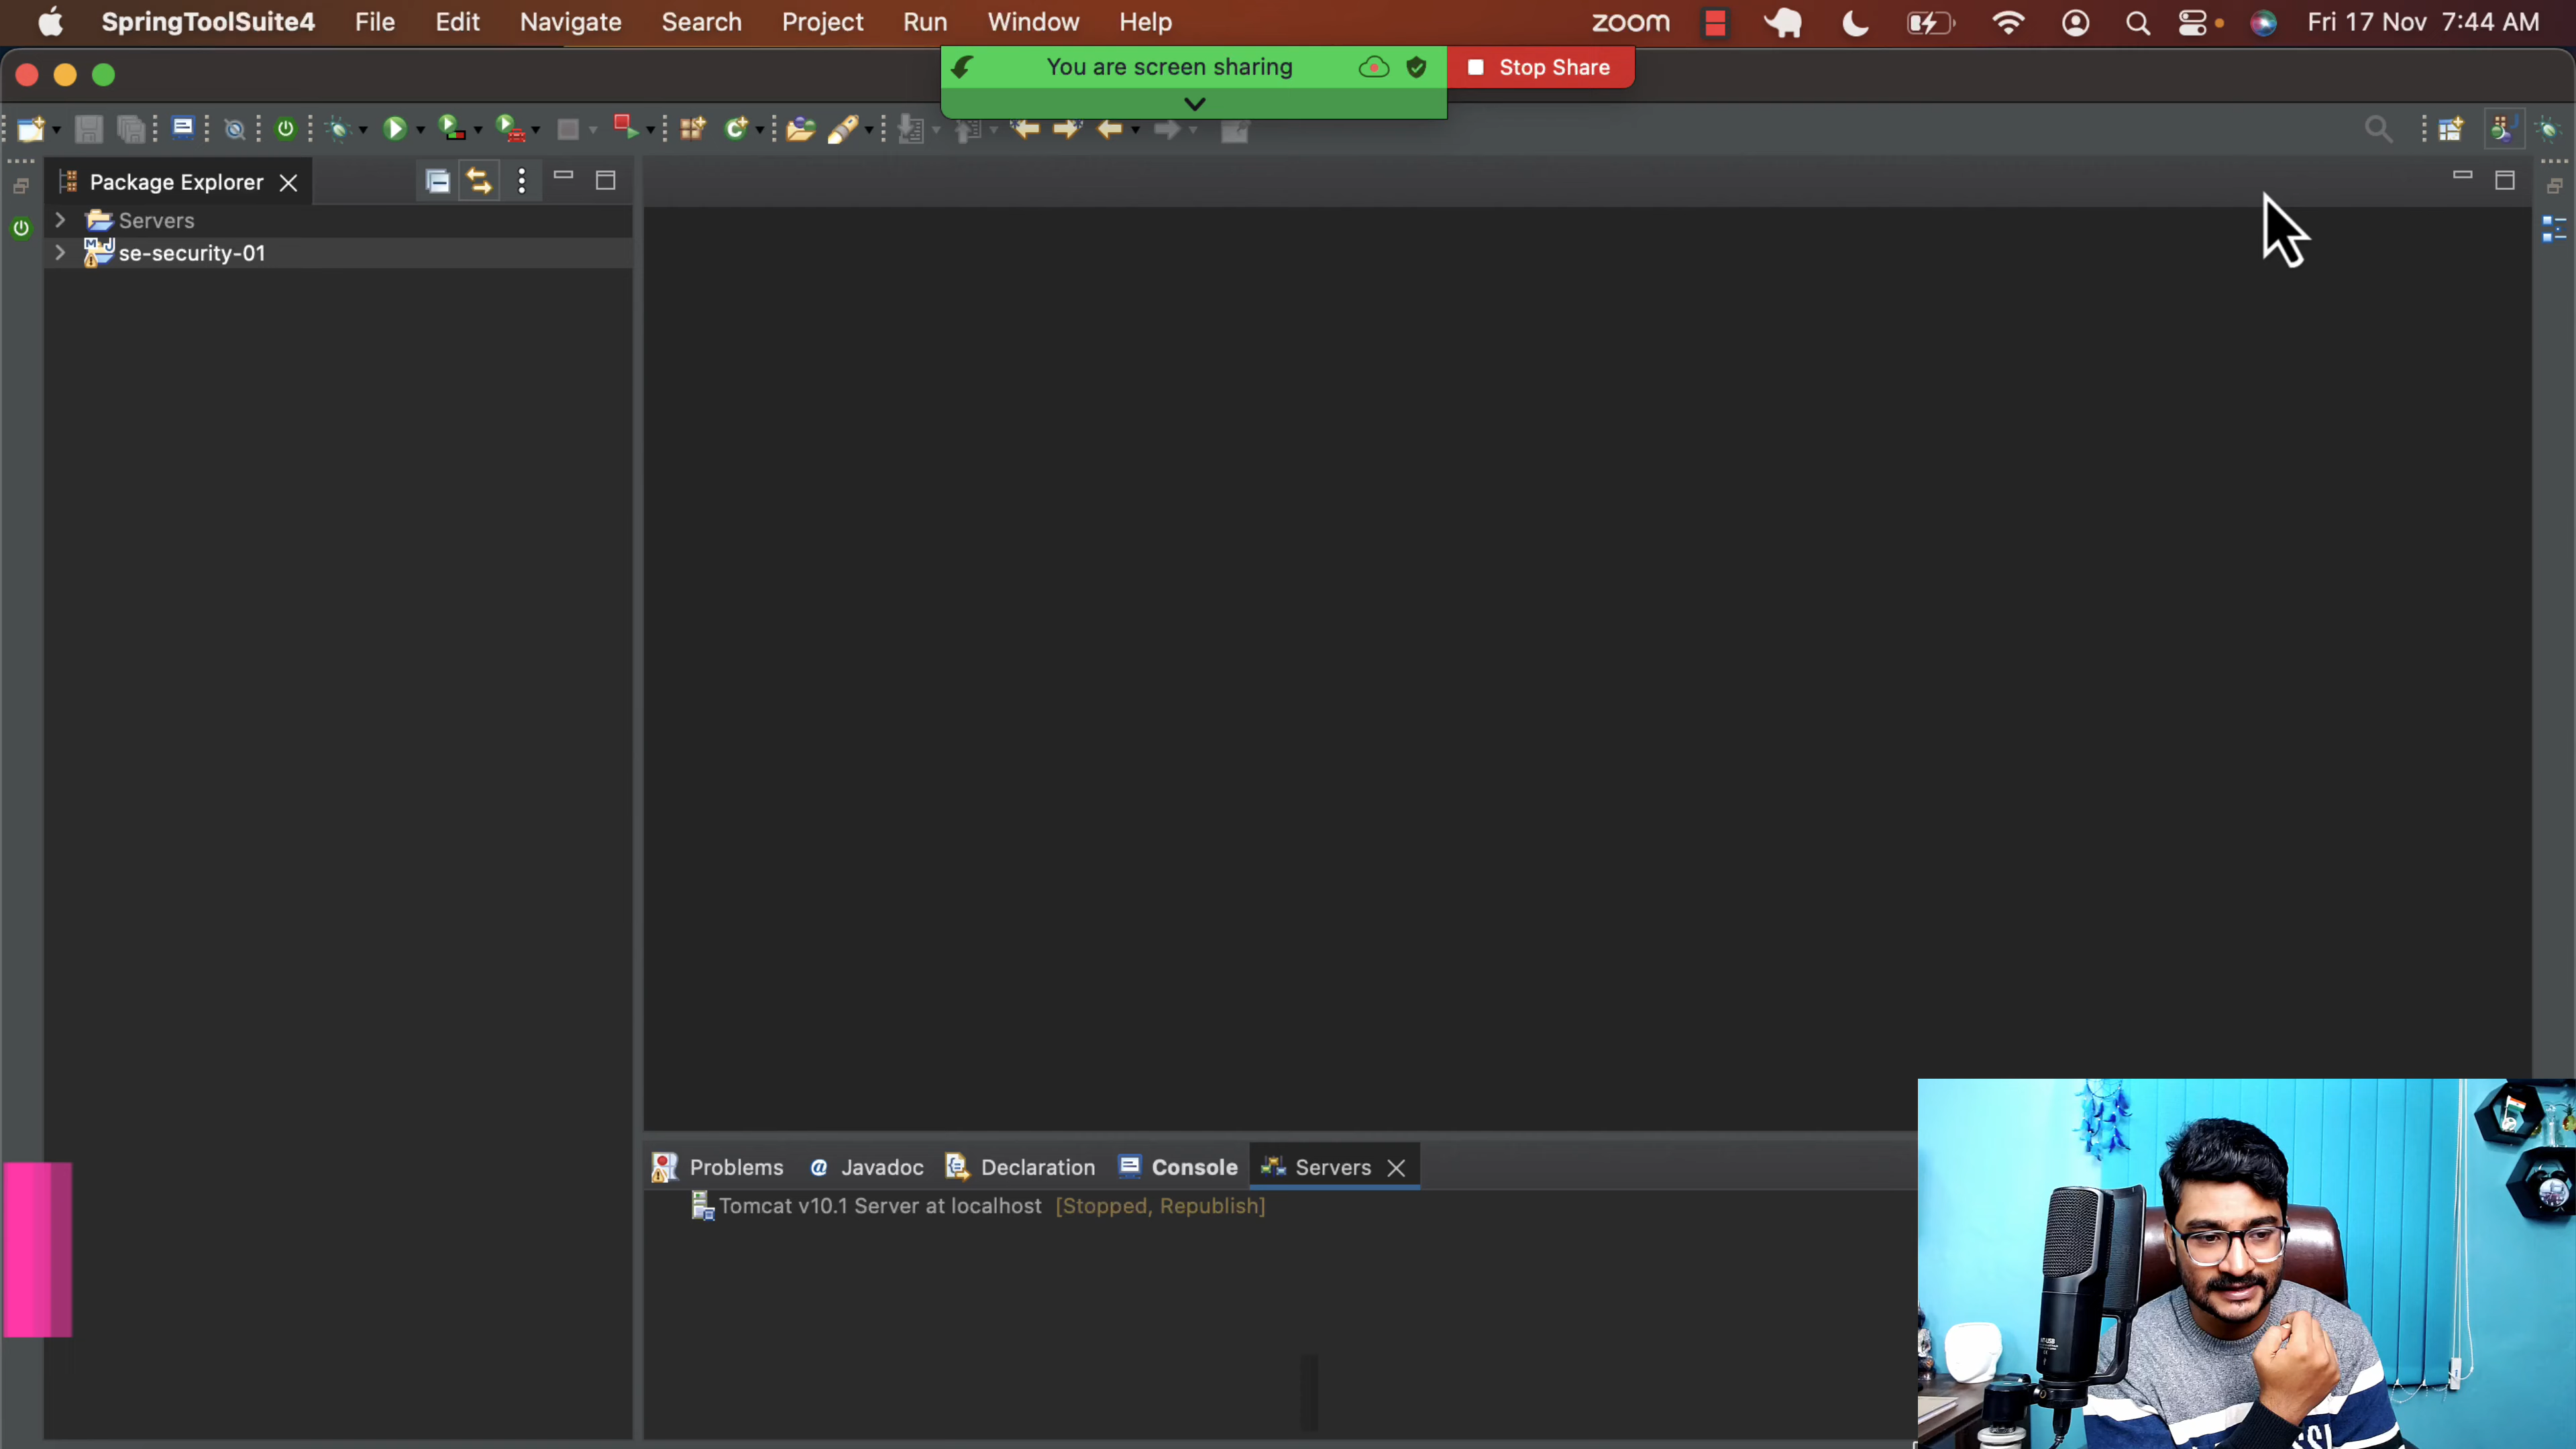 SpringToolSuite4 File Edit Navigate Search Project Run Window Help zoom Fri 17 Nov 7:44 AM
You are screen sharing Stop Share
Package Explorer
Servers
se-security-01
Problems Javadoc Declaration Console Servers
Tomcat v10.1 Server at localhost [Stopped, Republish]